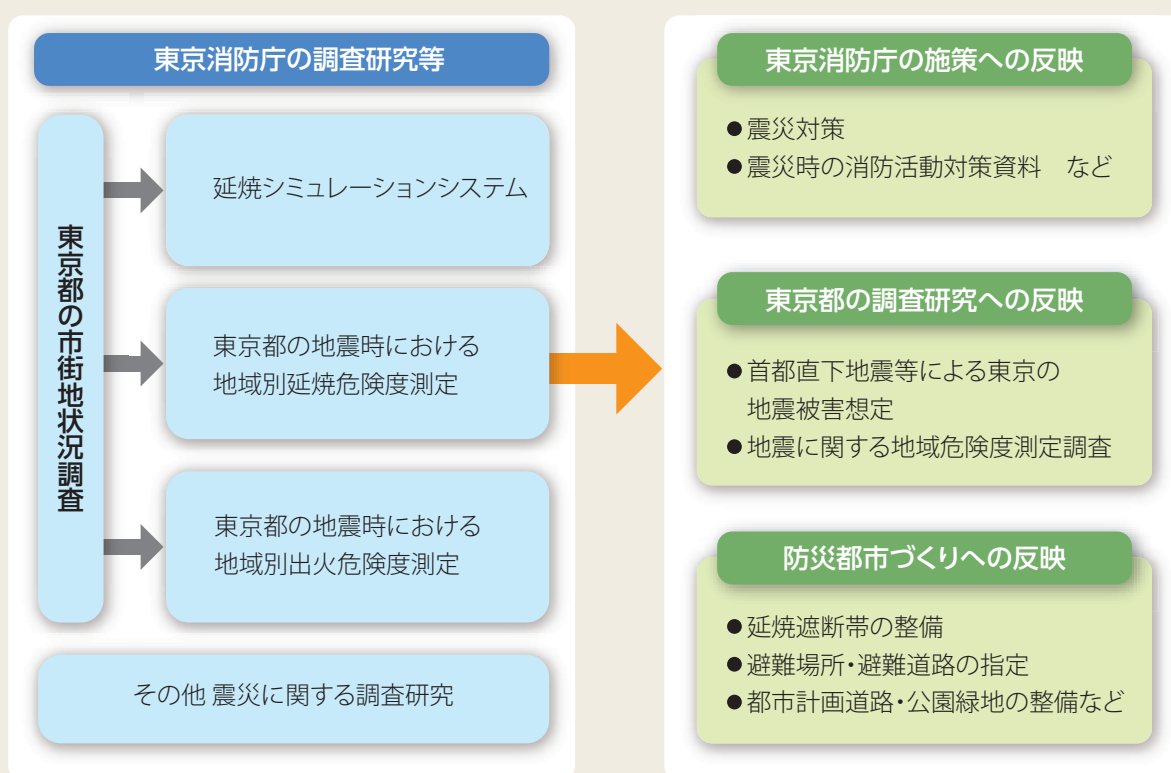 東京消防庁の調査研究等
東京都の市街地状況調査
延焼シミュレーションシステム
東京都の地震時における
地域別延焼危険度測定
東京都の地震時における
地域別出火危険度測定
その他 震災に関する調査研究
東京消防庁の施策への反映
●震災対策
●震災時の消防活動対策資料　など
東京都の調査研究への反映
●首都直下地震等による東京の
地震被害想定
●地震に関する地域危険度測定調査
防災都市づくりへの反映
●延焼遮断帯の整備
●避難場所・避難道路の指定
●都市計画道路・公園緑地の整備など